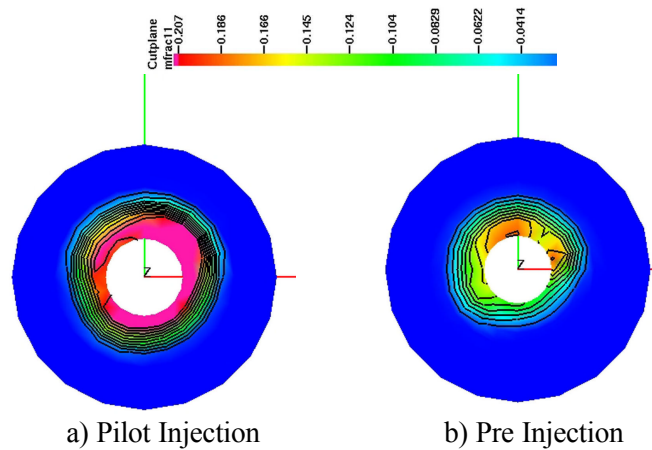 Cutplane
mfrac11
0.207
0.186
0.166
0.145
0.124
0.104
0.0829
0.0622
0.0414
Z
Z
a) Pilot Injection
b) Pre Injection